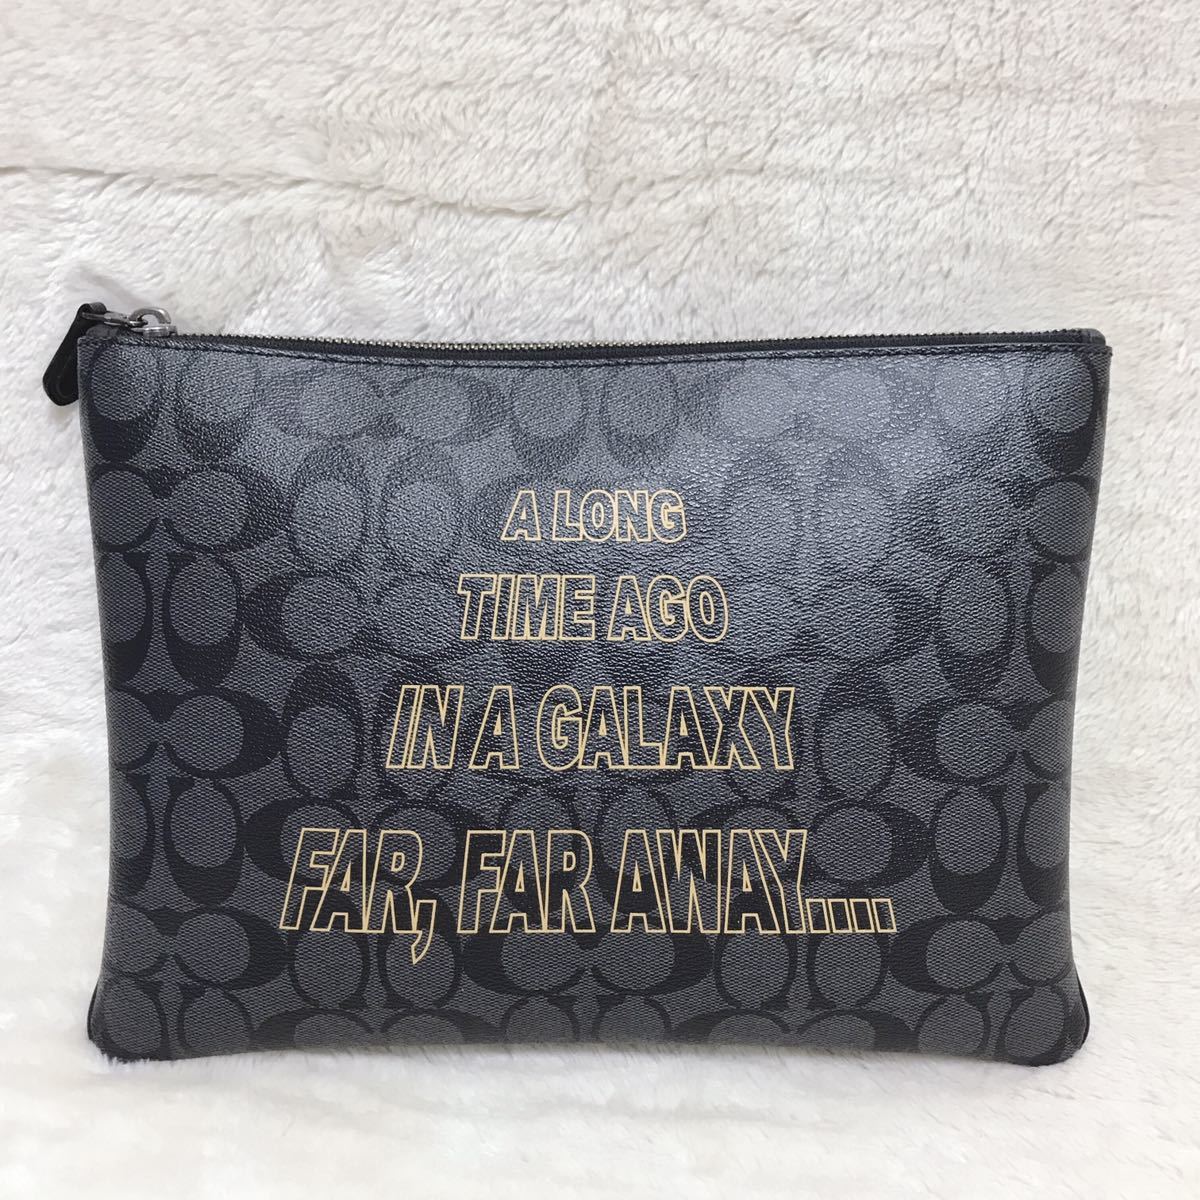 A LONG
TIME AGO
IN A GALAXY
FAR, FAR AWAY....